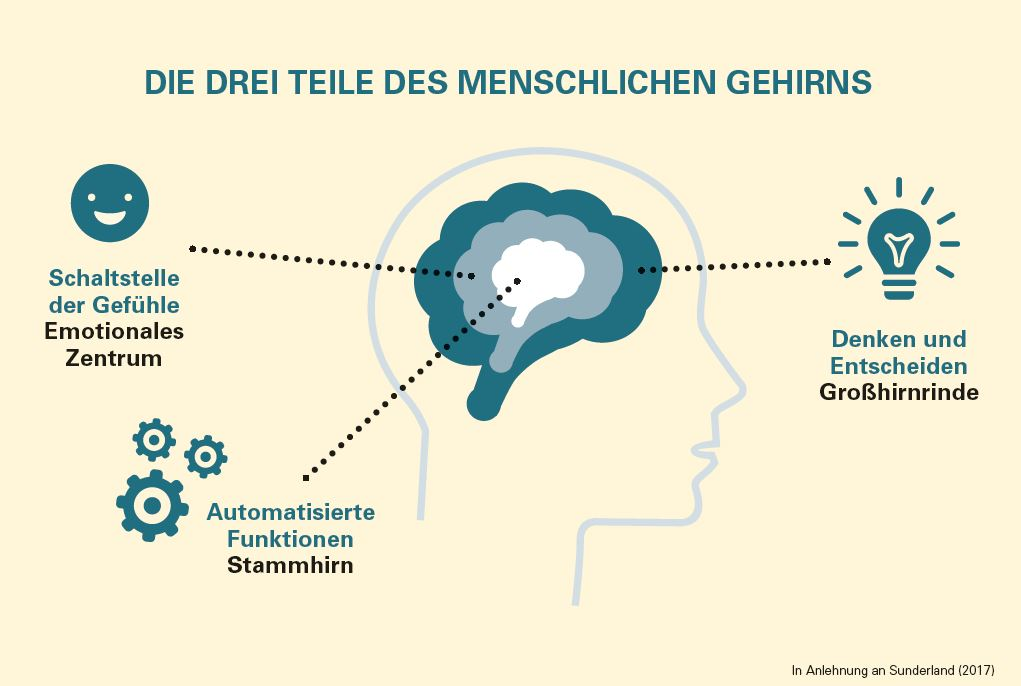 DIE DREI TEILE DES MENSCHLICHEN GEHIRNS
Schaltstelle
der Gefühle
Emotionales
Zentrum
Denken und
Entscheiden
Großhirnrinde
Automatisierte
Funktionen
Stammhirn
In Anlehnung an Sunderland (2017)